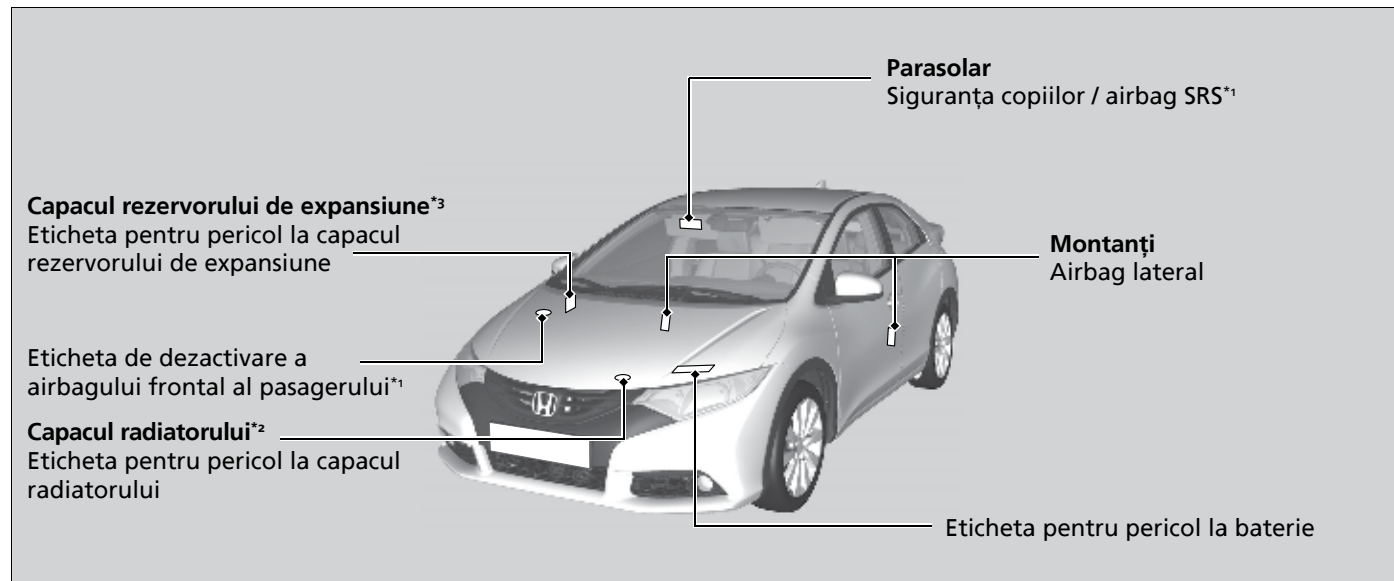 Parasolar
Siguranța copiilor / airbag SRS*1
Capacul rezervorului de expansiune*3
Eticheta pentru pericol la capacul
rezervorului de expansiune
Montanți
Airbag lateral
Eticheta de dezactivare a
airbagului frontal al pasagerului*1
Capacul radiatorului*2
Eticheta pentru pericol la capacul
radiatorului
Eticheta pentru pericol la baterie